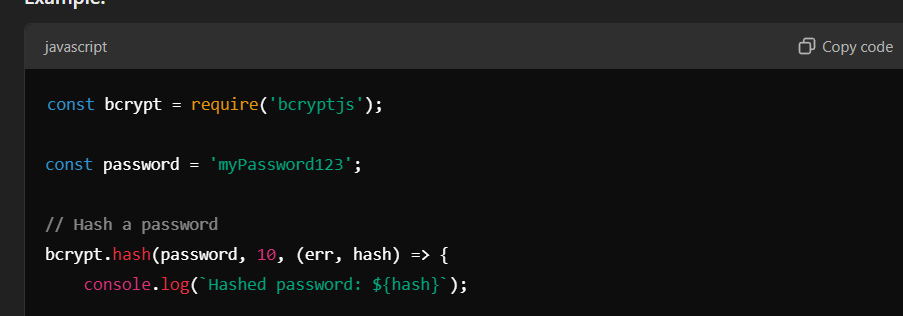 Example:
javascript
Copy code
const bcrypt = require('bcryptjs');
const password = 'myPassword123';
// Hash a password
bcrypt.hash(password, 10, (err, hash) => {
    console.log(`Hashed password: ${hash}`);